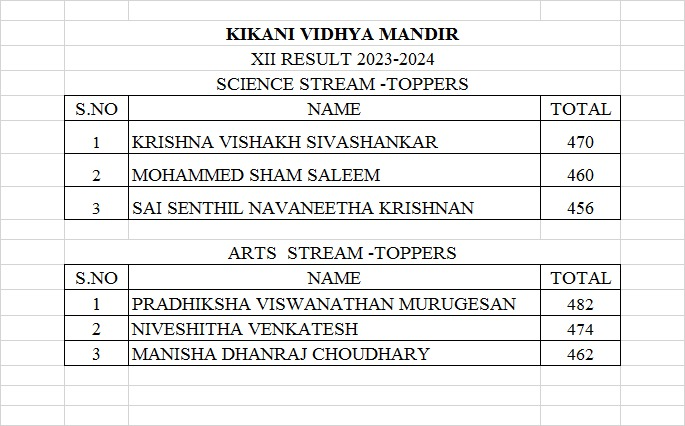 KIKANI VIDHYA MANDIR
XII RESULT 2023-2024
SCIENCE STREAM -TOPPERS
S.NO NAME TOTAL
1 KRISHNA VISHAKH SIVASHANKAR 470
2 MOHAMMED SHAM SALEEM 460
3 SAI SENTHIL NAVANEETHA KRISHNAN 456
ARTS  STREAM -TOPPERS
S.NO NAME TOTAL
1 PRADHIKSHA VISWANATHAN MURUGESAN 482
2 NIVESHITHA VENKATESH 474
3 MANISHA DHANRAJ CHOUDHARY 462